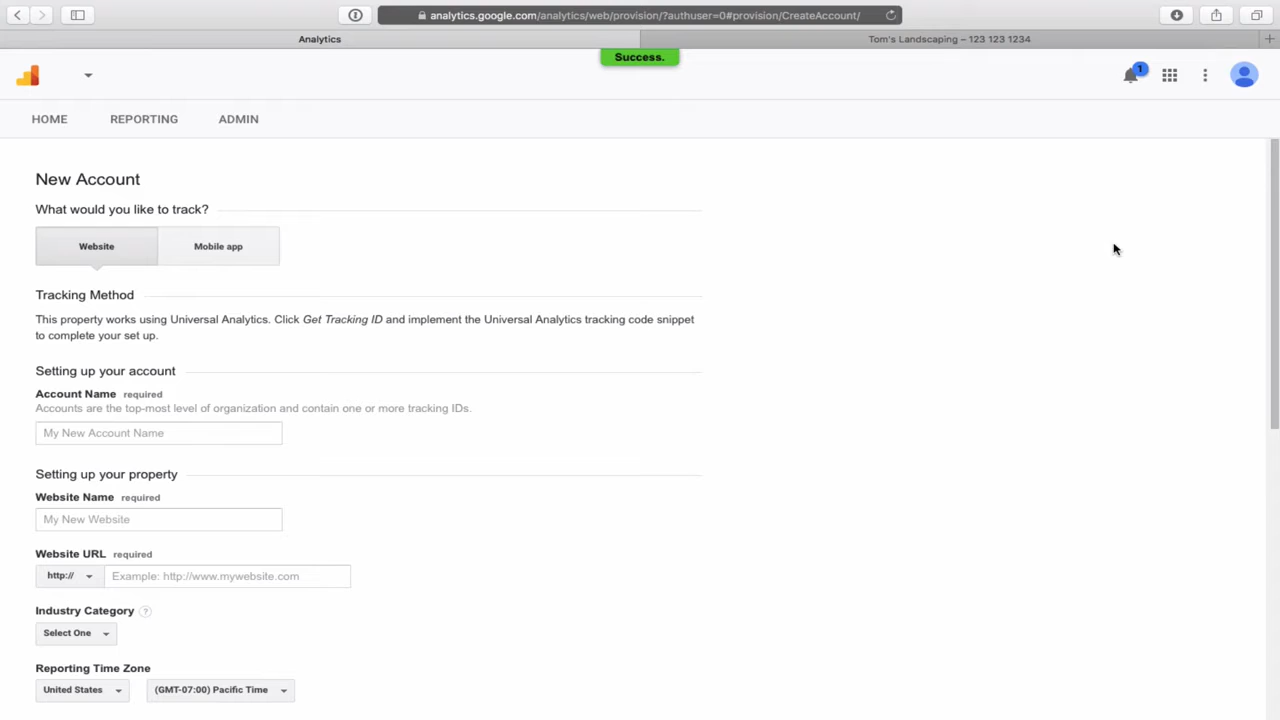 analytics.google.com/analytics/web/provision/?authuser=0#provision/CreateAccount/
Analytics
Tom's Landscaping – 123 123 1234
Success.
1
HOME
REPORTING
ADMIN
New Account
What would you like to track?
Website
Mobile app
Tracking Method
This property works using Universal Analytics. Click Get Tracking ID and implement the Universal Analytics tracking code snippet
to complete your set up.
Setting up your account
Account Name required
Accounts are the top-most level of organization and contain one or more tracking IDs.
My New Account Name
Setting up your property
Website Name required
My New Website
Website URL required
http://
Example: http://www.mywebsite.com
Industry Category ?
Select One
Reporting Time Zone
United States
(GMT-07:00) Pacific Time